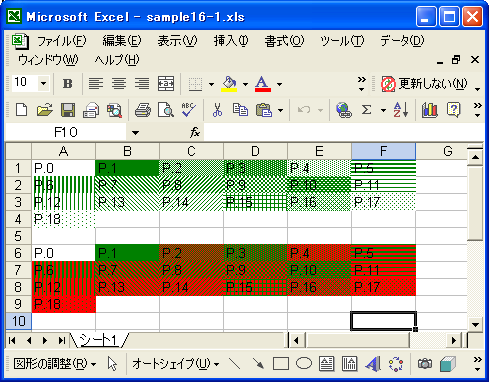 Microsoft Excel - sample16-1.xls
ファイル(F) 編集(E) 表示(V) 挿入(I) 書式(O) ツール(T) データ(D)
ウィンドウ(W) ヘルプ(H)
10 B A 更新しない(N)
ABC Σ A Z ?
F10 fx
A B C D E F G
1 P.0 P.1 P.2 P.3 P.4 P.5
2 P.6 P.7 P.8 P.9 P.10 P.11
3 P.12 P.13 P.14 P.15 P.16 P.17
4 P.18
5
6 P.0 P.1 P.2 P.3 P.4 P.5
7 P.6 P.7 P.8 P.9 P.10 P.11
8 P.12 P.13 P.14 P.15 P.16 P.17
9 P.18
10
シート1
図形の調整(R) オートシェイプ(U) A